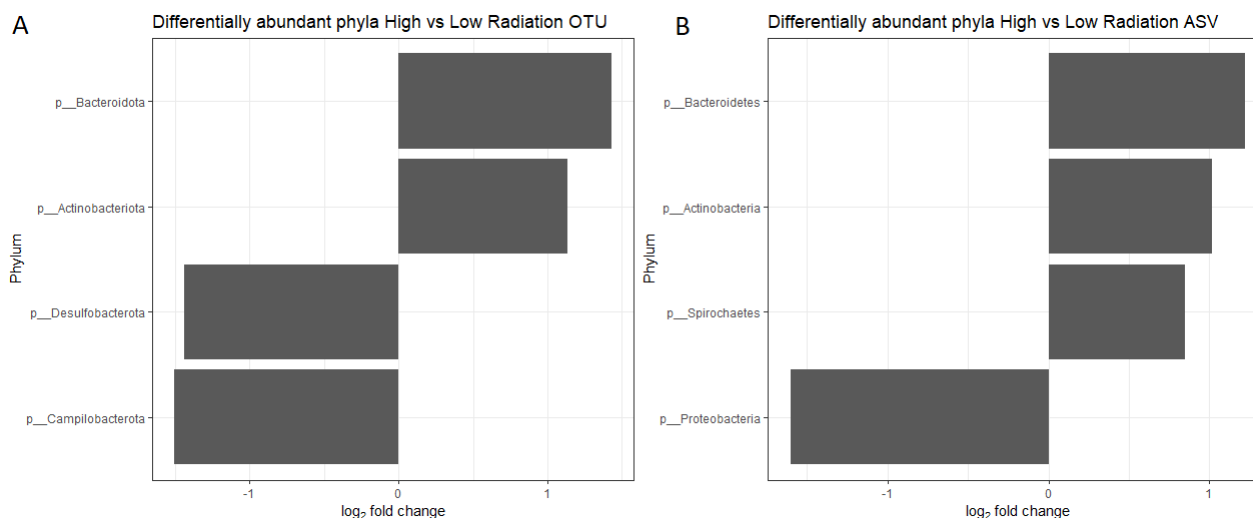 A
Differentially abundant phyla High vs Low Radiation OTU
Phylum
p__Bacteroidota
p__Actinobacteriota
p__Desulfobacterota
p__Campilobacterota
-1
0
1
log₂ fold change
B
Differentially abundant phyla High vs Low Radiation ASV
Phylum
p__Bacteroidetes
p__Actinobacteria
p__Spirochaetes
p__Proteobacteria
-1
0
1
log₂ fold change